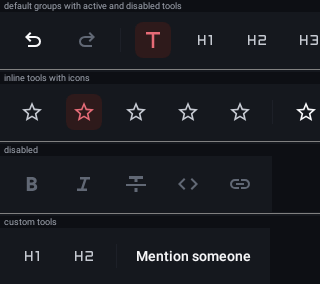 default groups with active and disabled tools
T H1 H2 H3
inline tools with icons
disabled
B I T
custom tools
H1 H2 Mention someone